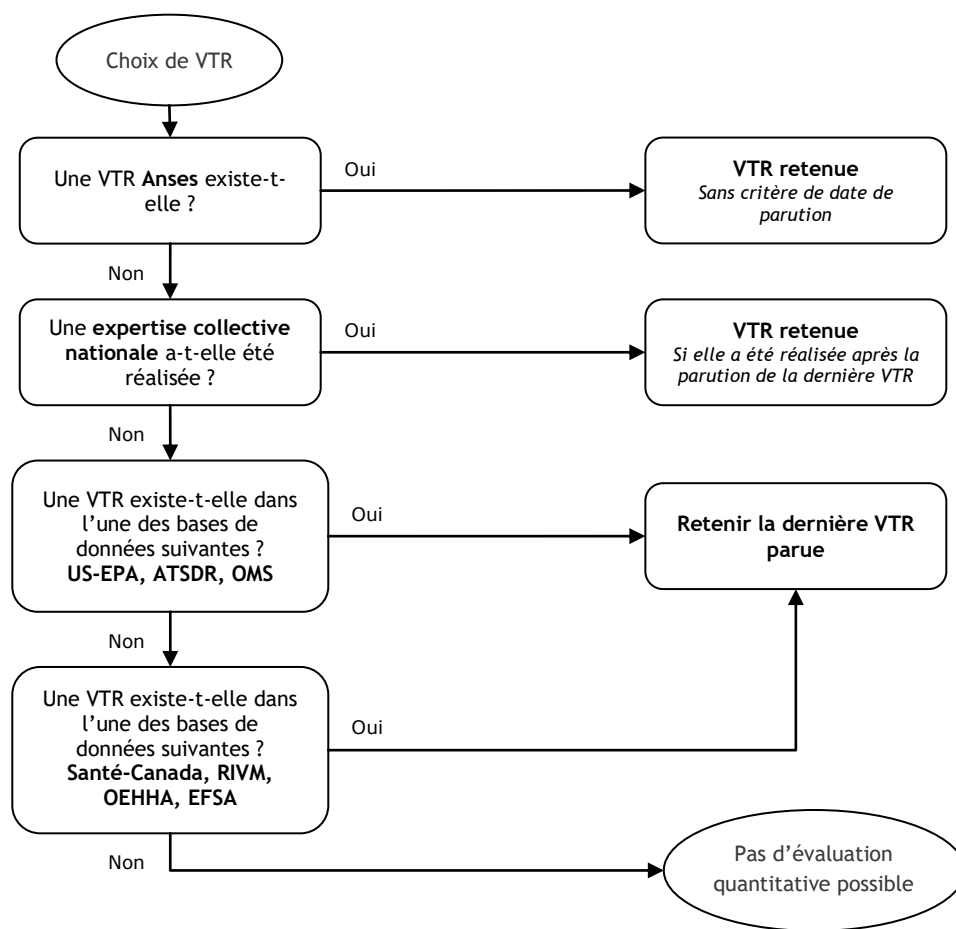 Choix de VTR
Une VTR Anses existe-t-
elle ?
Oui
VTR retenue
Sans critère de date de
parution
Non
Une expertise collective
nationale a-t-elle été
réalisée ?
Oui
VTR retenue
Si elle a été réalisée après la
parution de la dernière VTR
Non
Une VTR existe-t-elle dans
l'une des bases de
données suivantes ?
US-EPA, ATSDR, OMS
Oui
Retenir la dernière VTR
parue
Non
Une VTR existe-t-elle dans
l'une des bases de
données suivantes ?
Santé-Canada, RIVM,
OEHHA, EFSA
Oui
Non
Pas d'évaluation
quantitative possible